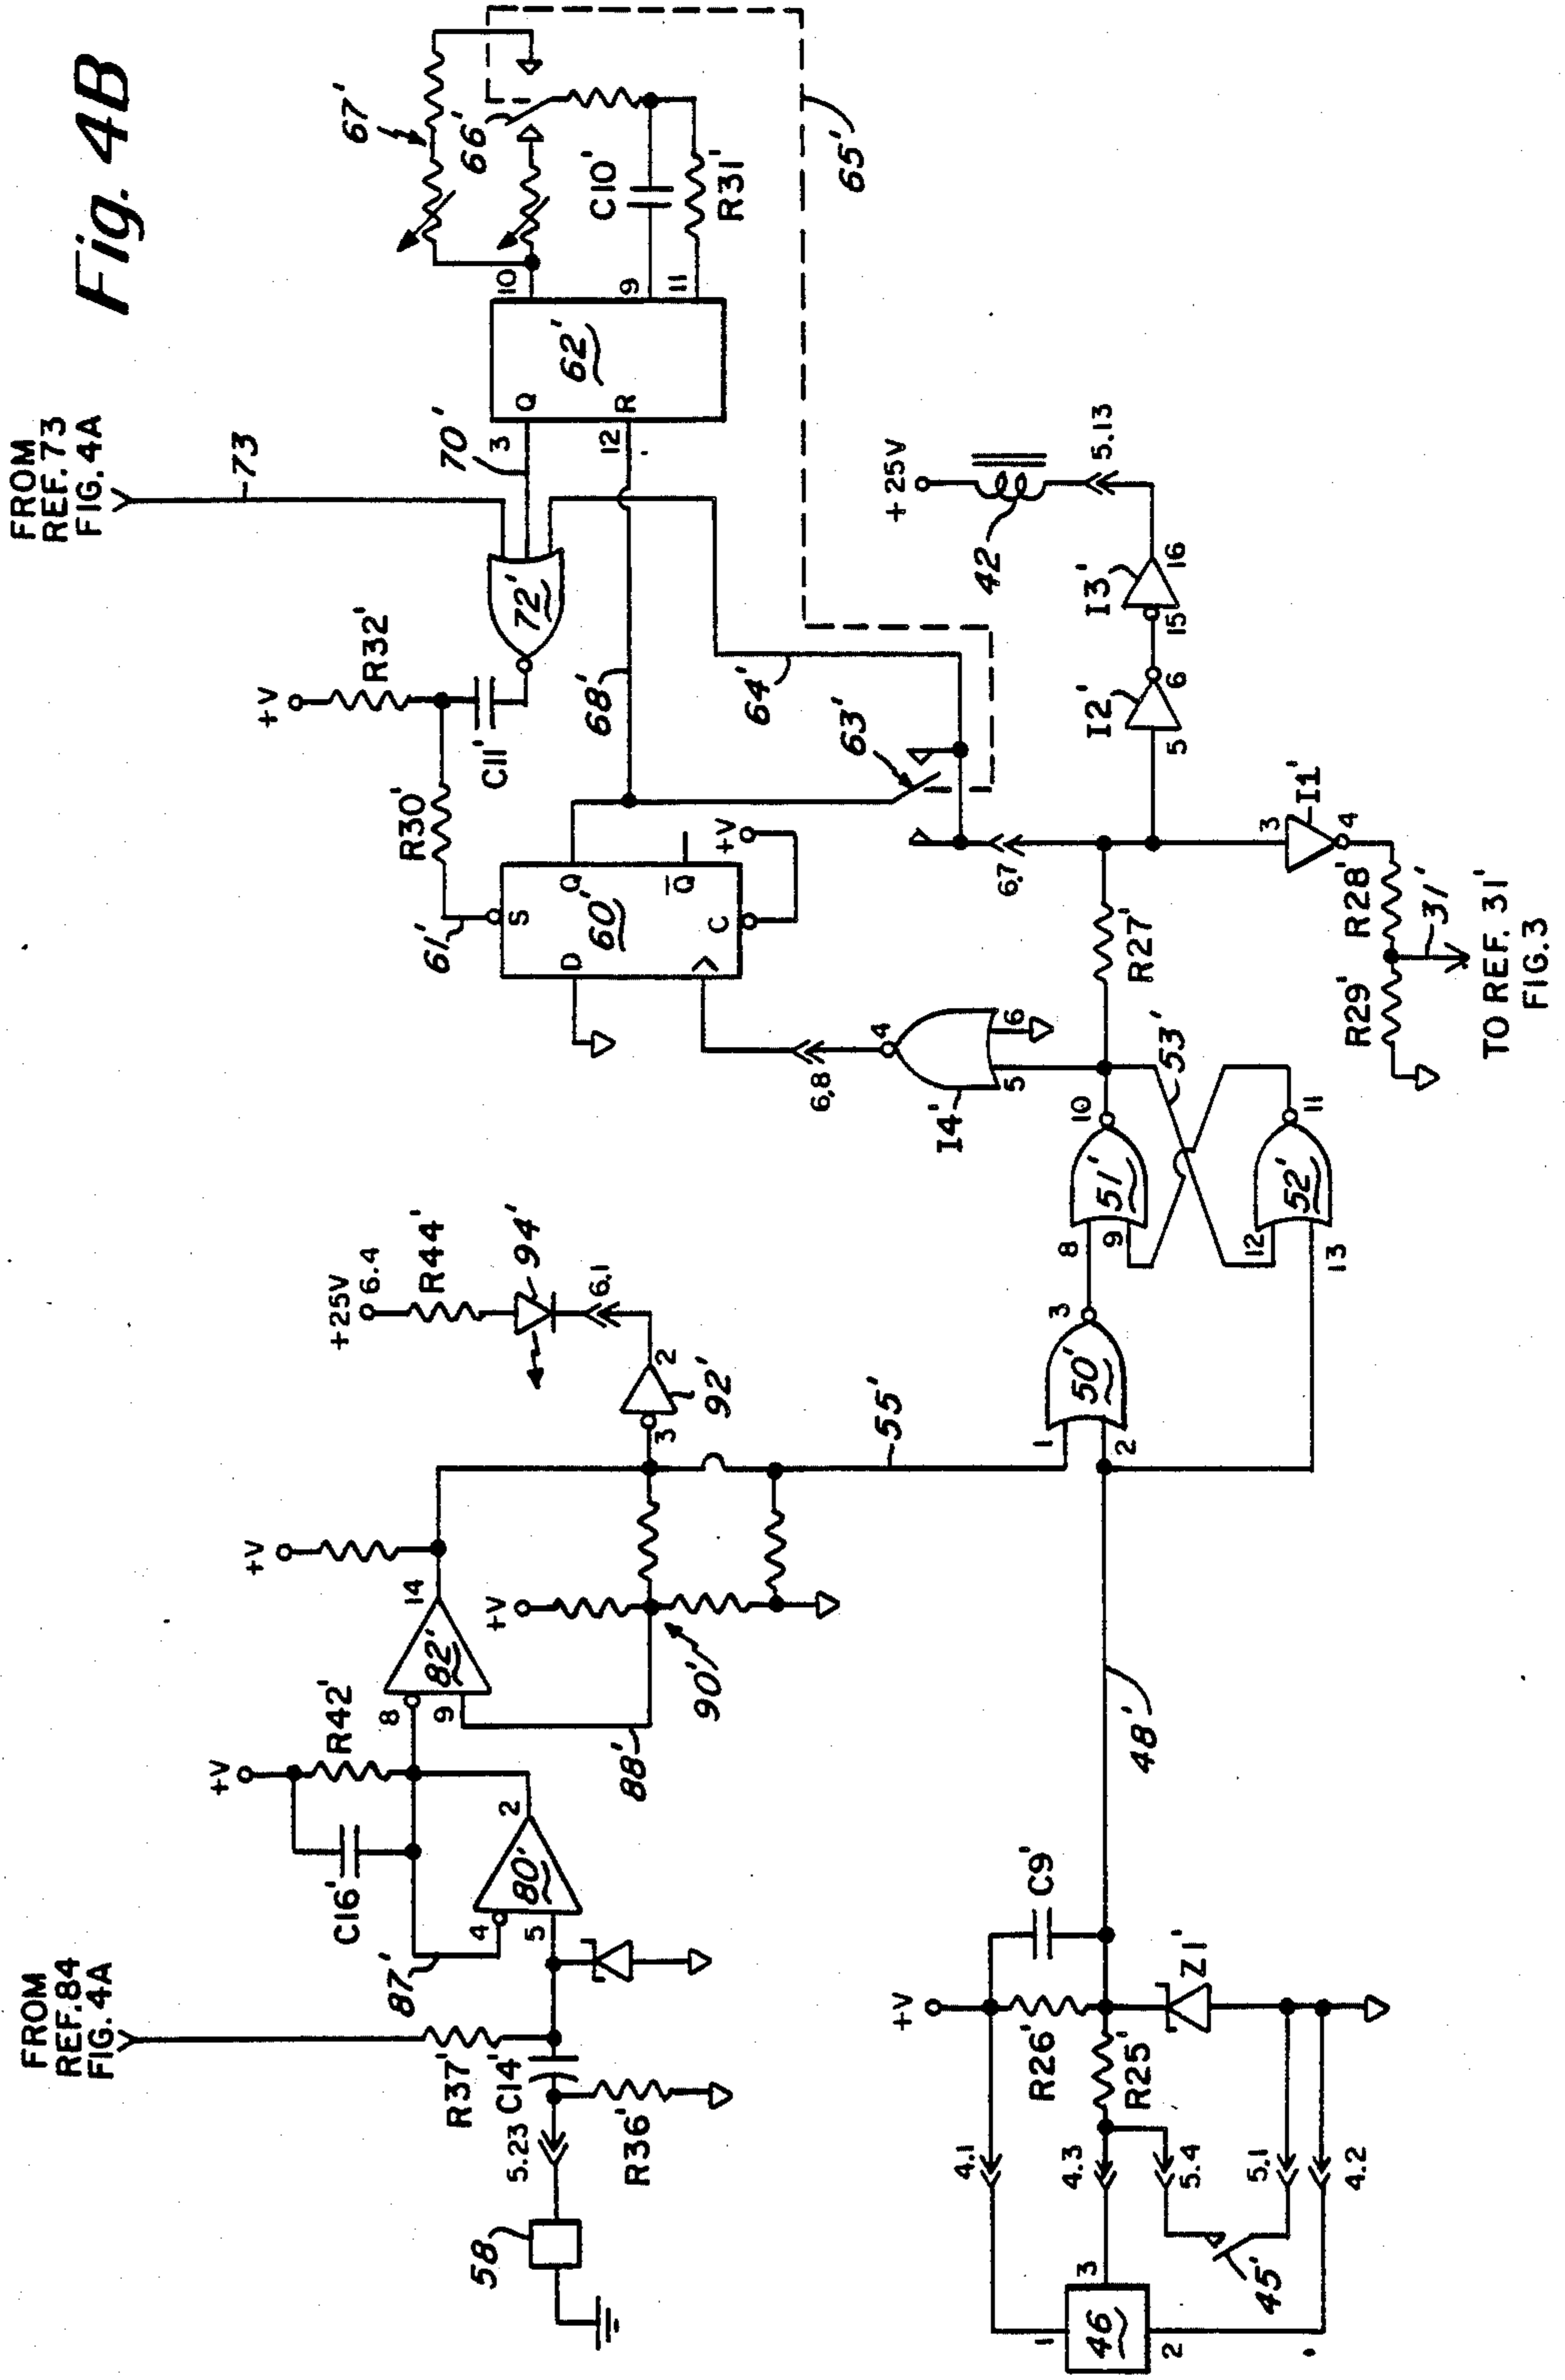 Fig. 4B
FROM
REF. 84
FIG. 4A
FROM
REF. 73
FIG. 4A
58
5.23
R36'
R37'
C14'
87'
4
5
80'
2
C16'
+V
R42'
8
9
82'
14
+V
88'
90'
+V
3
92'
2
6.1
94'
R44'
+25V
6.4
55'
46
1
2
3
45'
4.1
4.3
5.4
5.1
4.2
+V
R26'
R25'
C9'
Z1'
48'
1
2
50'
3
8
9
51'
10
12
13
52'
11
53'
I4'
5
6
4
6,8
R27'
6,7
60'
D
S
Q
Q
C
+V
61'
R30'
C11'
+V
R32'
72'
73
70'
3
12
Q
R
62'
10
9
11
67'
66'
C10'
R31'
65'
68'
64'
63'
I2'
5
6
I3'
15
16
5.13
42
+25V
I1'
3
4
R28'
R29'
31'
TO REF. 31'
FIG. 3